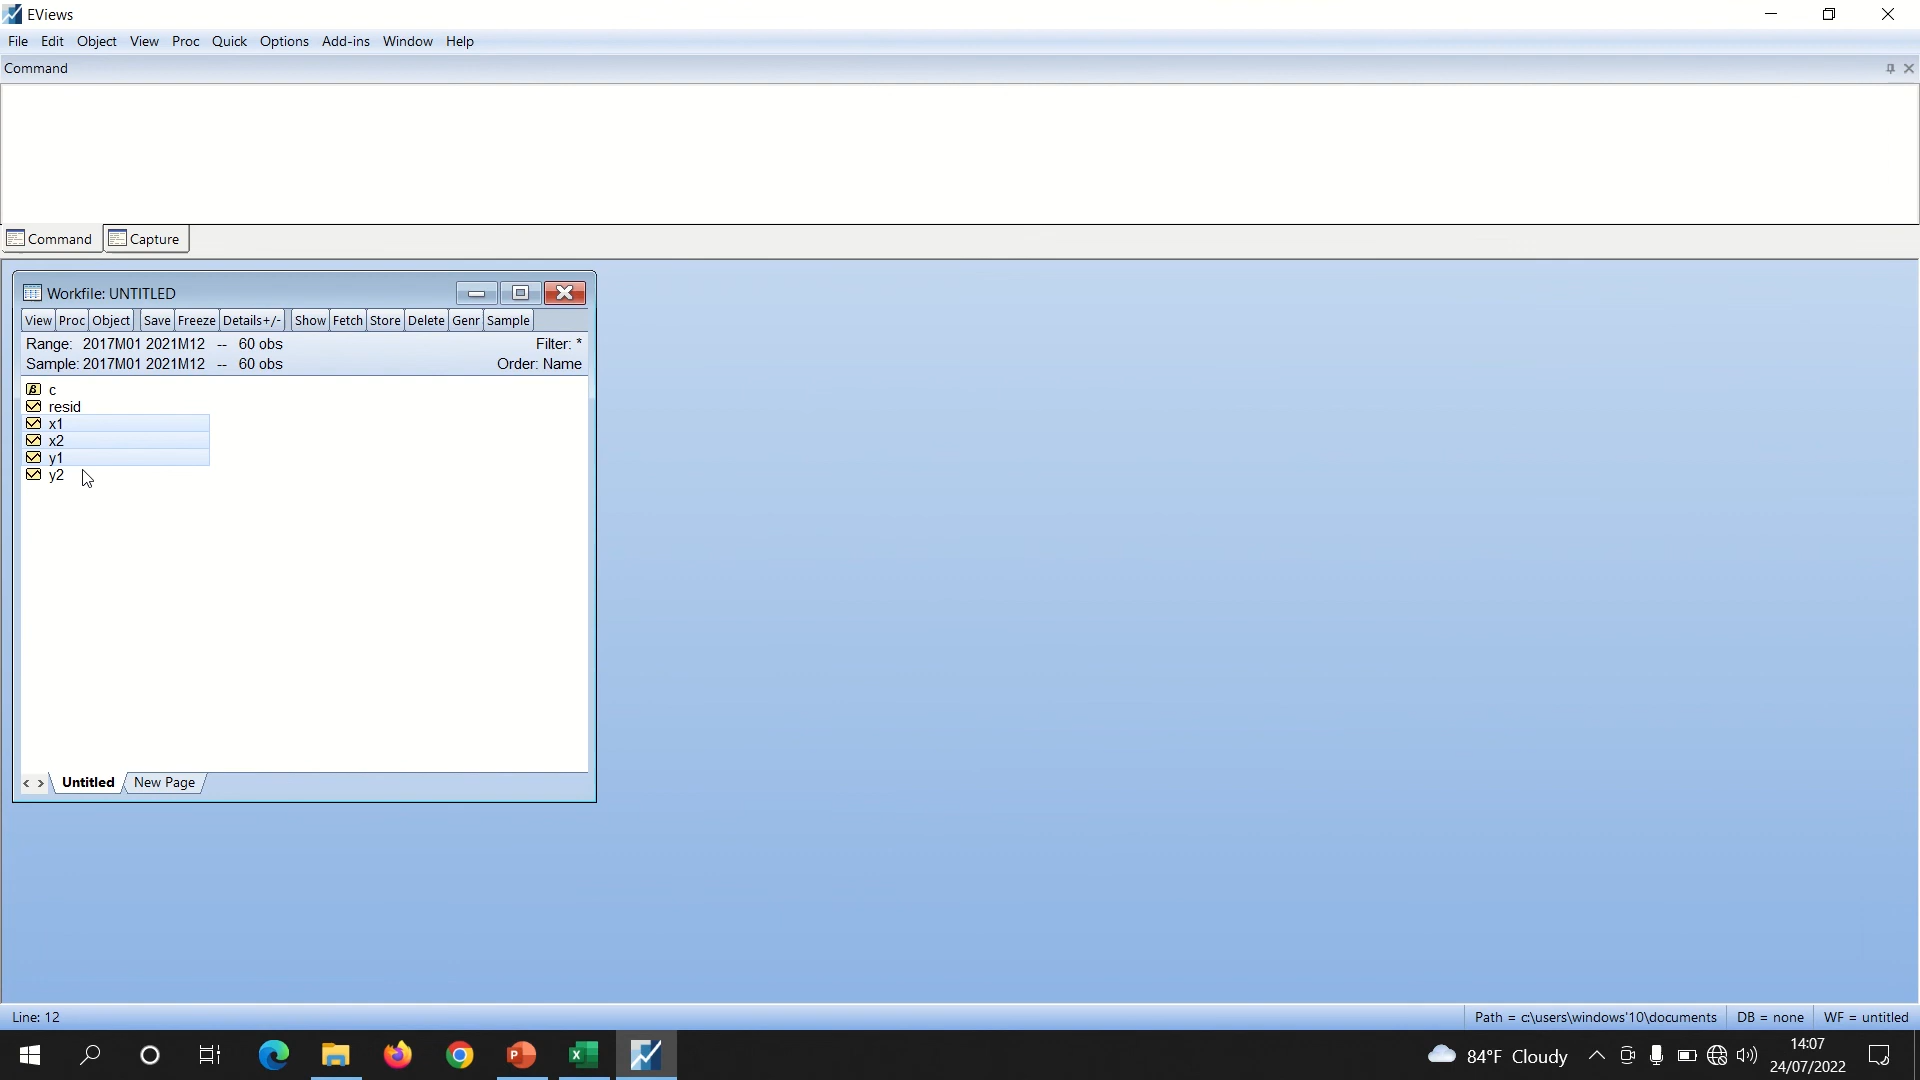 EViews
File Edit Object View Proc Quick Options Add-ins Window Help
Command
Command Capture
Workfile: UNTITLED
View Proc Object Save Freeze Details+/- Show Fetch Store Delete Genr Sample
Range: 2017M01 2021M12 -- 60 obs Filter: *
Sample: 2017M01 2021M12 -- 60 obs Order: Name
β c
resid
x1
x2
y1
y2
< > Untitled New Page
Line: 12 Path = c:\users\windows'10\documents DB = none WF = untitled
84°F Cloudy 14:07
24/07/2022